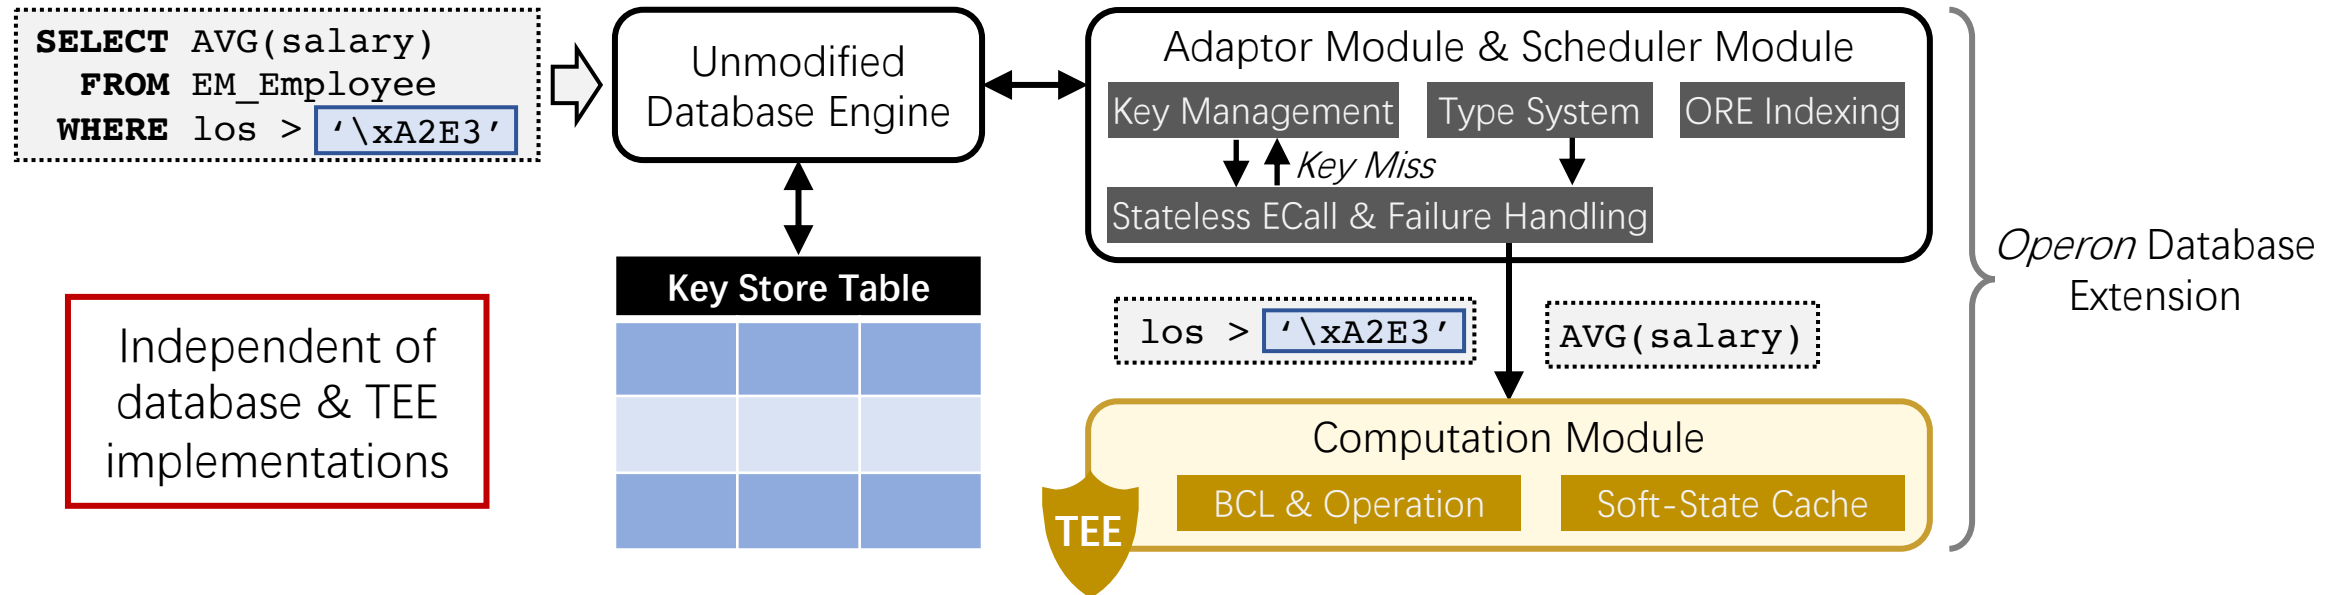 SELECT AVG(salary)
FROM EM_Employee
WHERE los > ‘\xA2E3’
Unmodified
Database Engine
Adaptor Module & Scheduler Module
Key Management
Type System
ORE Indexing
Key Miss
Stateless ECall & Failure Handling
Operon Database
Extension
Key Store Table
Independent of
database & TEE
implementations
los > ‘\xA2E3’
AVG(salary)
Computation Module
BCL & Operation
Soft-State Cache
TEE